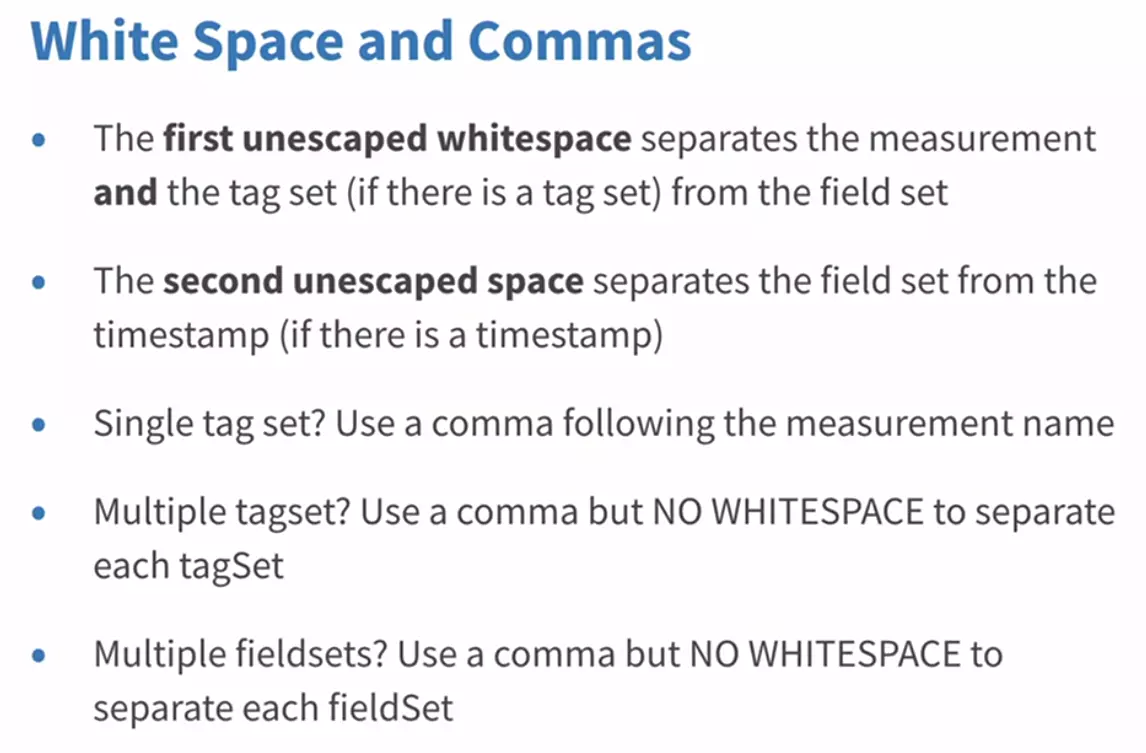 White Space and Commas
• The first unescaped whitespace separates the measurement
and the tag set (if there is a tag set) from the field set
• The second unescaped space separates the field set from the
timestamp (if there is a timestamp)
• Single tag set? Use a comma following the measurement name
• Multiple tagset? Use a comma but NO WHITESPACE to separate
each tagSet
• Multiple fieldsets? Use a comma but NO WHITESPACE to
separate each fieldSet